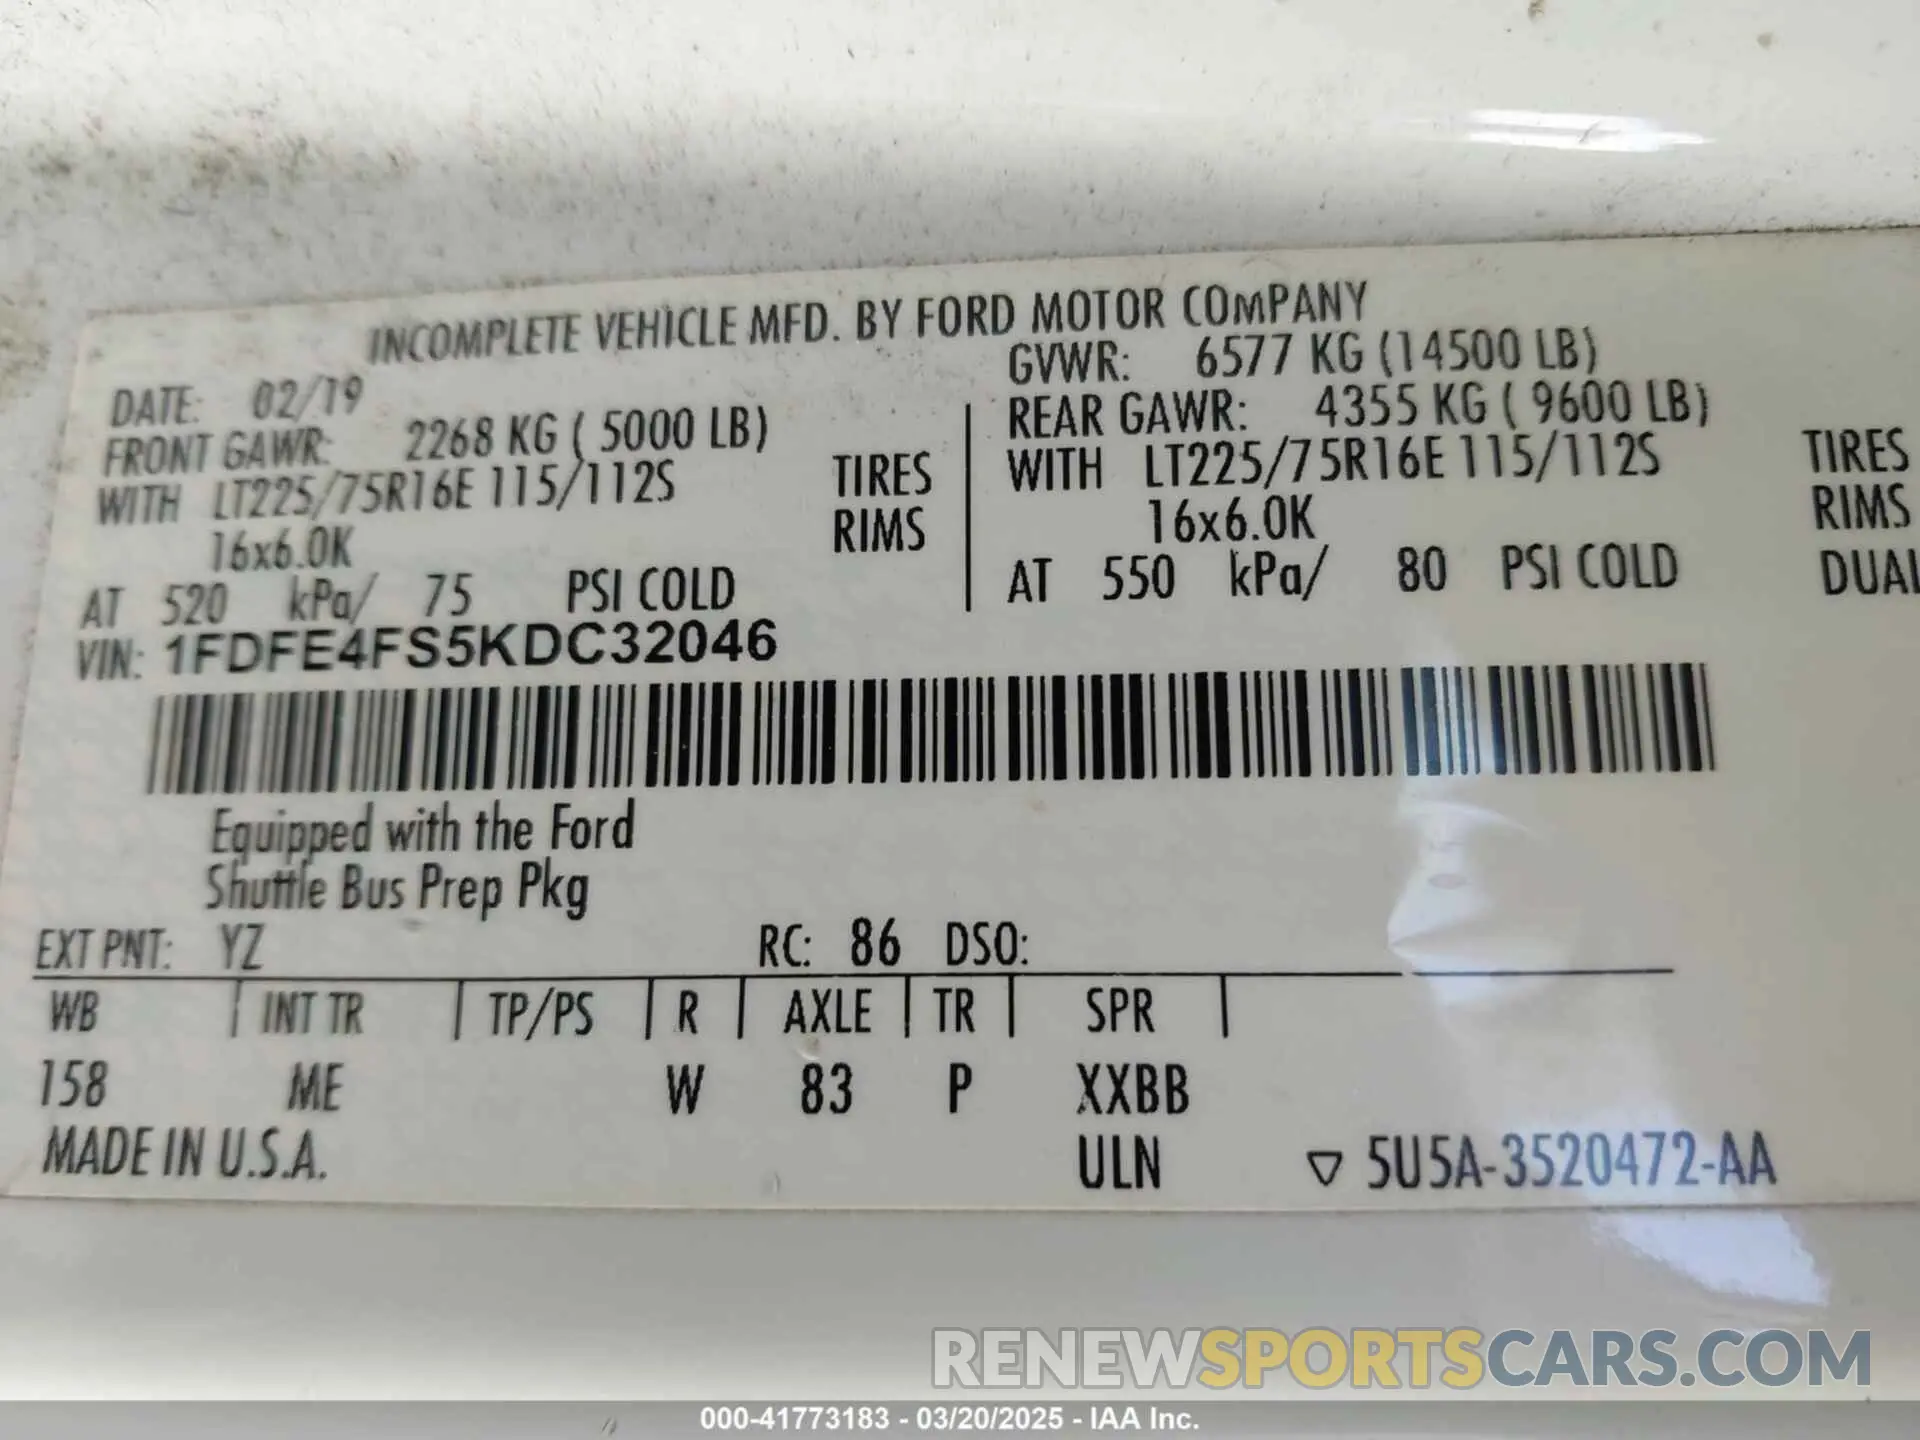 INCOMPLETE VEHICLE MFD. BY FORD MOTOR COMPANY
DATE: 02/19 GVWR: 6577 KG (14500 LB)
FRONT GAWR: 2268 KG ( 5000 LB) REAR GAWR: 4355 KG ( 9600 LB)
WITH LT225/75R16E 115/112S TIRES WITH LT225/75R16E 115/112S TIRES
16x6.0K RIMS 16x6.0K RIMS
AT 520 kPa/ 75 PSI COLD AT 550 kPa/ 80 PSI COLD DUAL
VIN: 1FDFE4FS5KDC32046
Equipped with the Ford
Shuttle Bus Prep Pkg
EXT PNT: YZ RC: 86 DSO:
WB INT TR TP/PS R AXLE TR SPR
158 ME W 83 P XXBB
MADE IN U.S.A. ULN ▽ 5U5A-3520472-AA
RENEWSPORTSCARS.COM
000-41773183 - 03/20/2025 - IAA Inc.